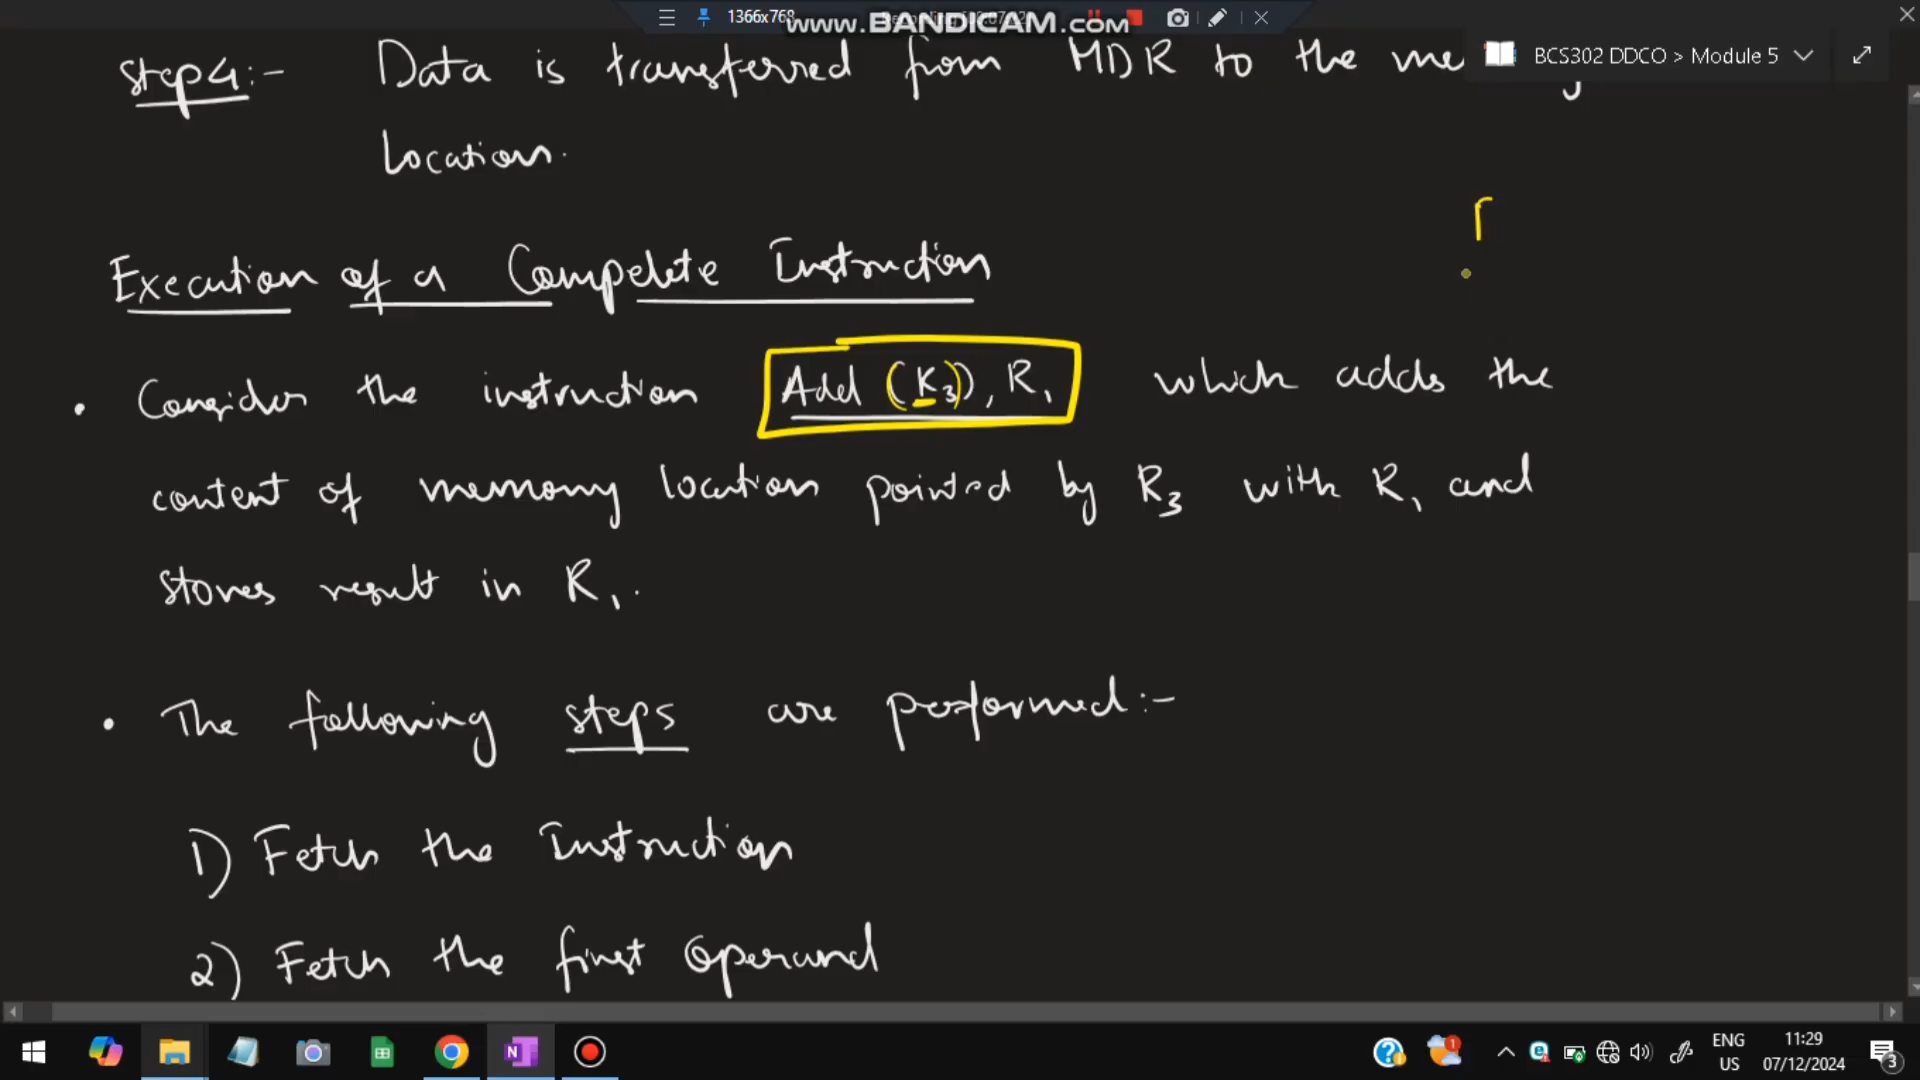 1366x768
www.BANDICAM.com
BCS302 DDCO > Module 5
Step4:- Data is transferred from MDR to the
Location.
Execution of a Compelete Instruction
• Consider the instruction Add (R3), R1 which adds the
content of memory location pointed by R3 with R1 and
stores result in R1.
• The following steps are performed:-
1) Fetch the Instruction
2) Fetch the first Operand
ENG
US
11:29
07/12/2024
1
3